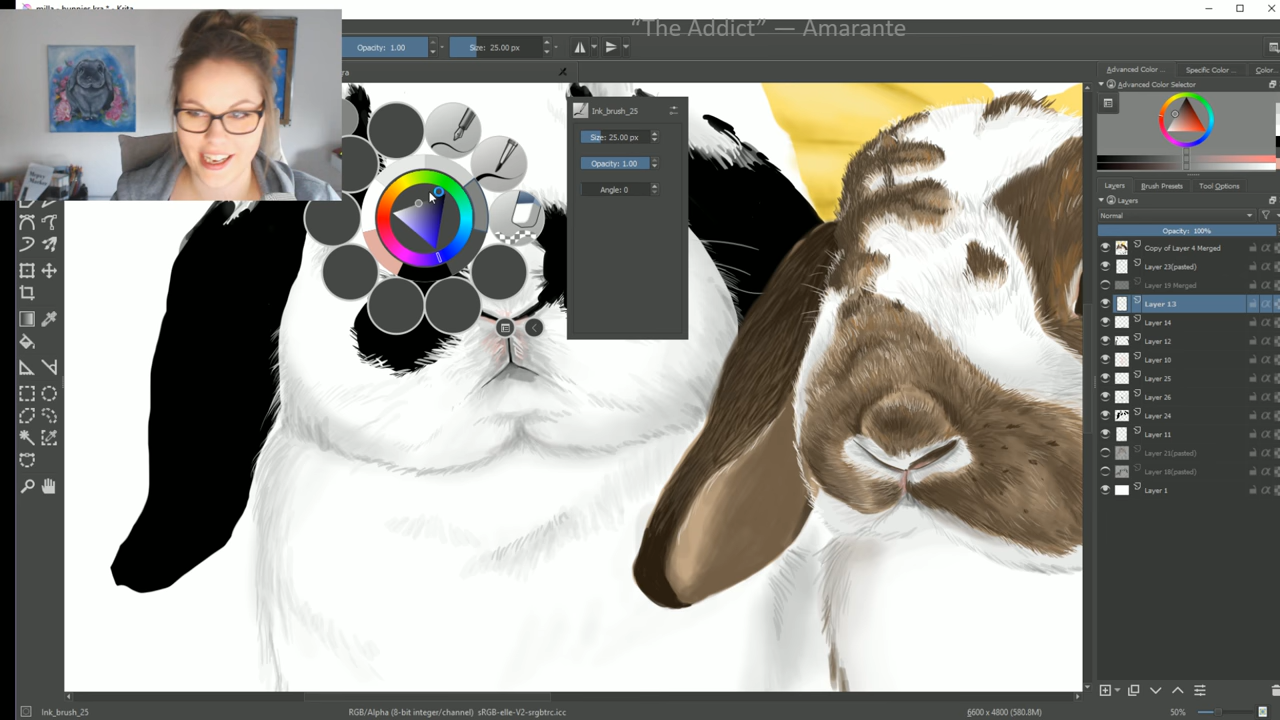 milla - bunnies.kra * - Krita
"The Addict" — Amarante
Opacity: 1.00
Size: 25.00 px
Ink_brush_25
Size: 25.00 px
Opacity: 1.00
Angle: 0
Advanced Color ...
Specific Color ...
Color...
Advanced Color Selector
Layers
Brush Presets
Tool Options
Layers
Normal
Opacity: 100%
Copy of Layer 4 Merged
Layer 23(pasted)
Layer 19 Merged
Layer 13
Layer 14
Layer 12
Layer 10
Layer 25
Layer 26
Layer 24
Layer 11
Layer 21(pasted)
Layer 18(pasted)
Layer 1
Ink_brush_25
RGB/Alpha (8-bit integer/channel) sRGB-elle-V2-srgbtrc.icc
6600 x 4800 (580.8M)
50%